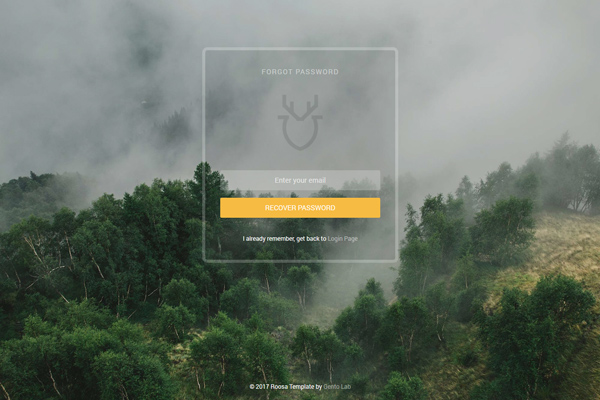 FORGOT PASSWORD
Enter your email
RECOVER PASSWORD
I already remember, get back to Login Page
© 2017 Roosa Template by Gretto Lab